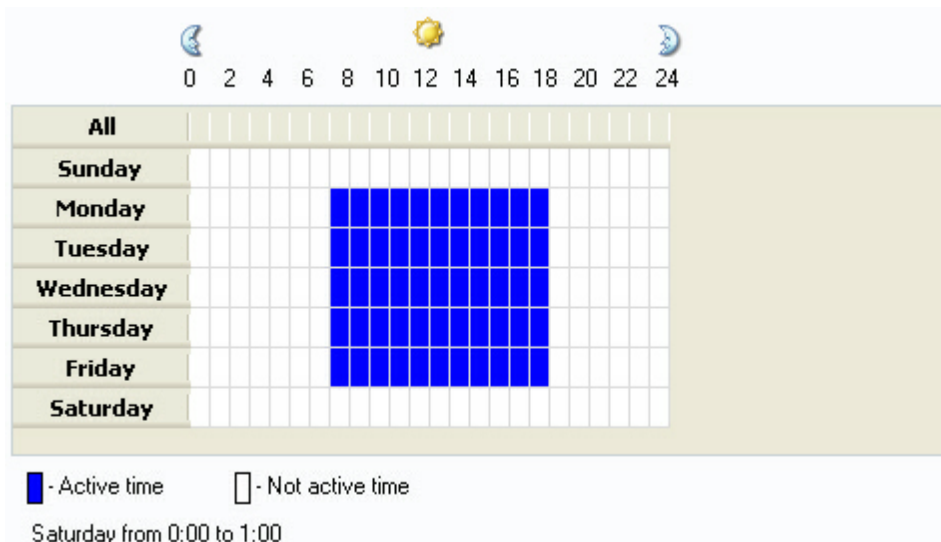 0 2 4 6 8 10 12 14 16 18 20 22 24
All
Sunday
Monday
Tuesday
Wednesday
Thursday
Friday
Saturday
- Active time - Not active time
Saturday from 0:00 to 1:00